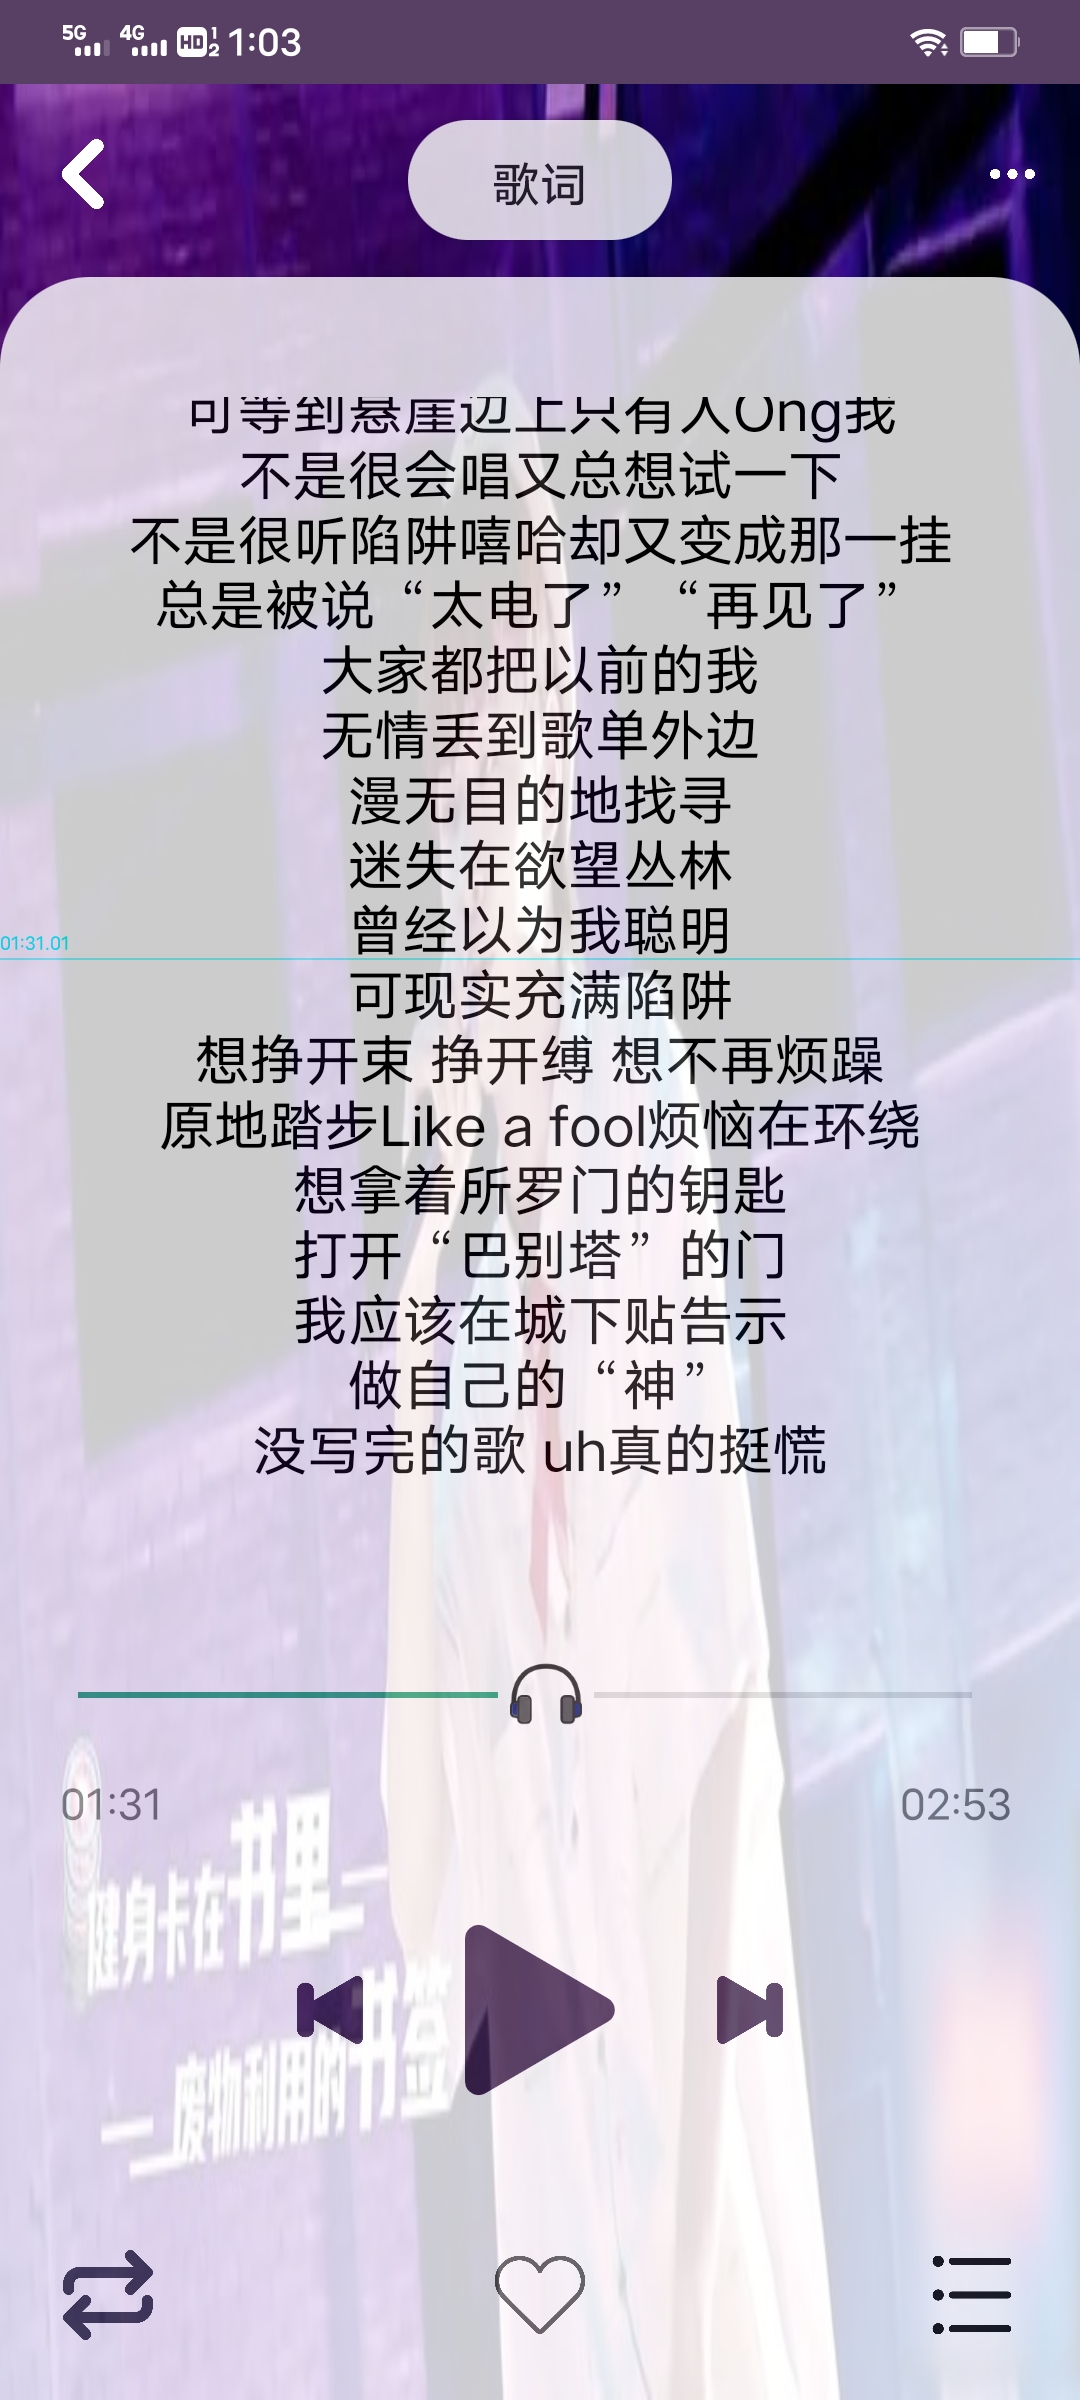 5G 4G HD 1 2 1:03
歌词
可等到悬崖边上只有人Ong我
不是很会唱又总想试一下
不是很听陷阱嘻哈却又变成那一挂
总是被说“太电了” “再见了”
大家都把以前的我
无情丢到歌单外边
漫无目的地找寻
迷失在欲望丛林
曾经以为我聪明
01:31.01
可现实充满陷阱
想挣开束 挣开缚 想不再烦躁
原地踏步Like a fool烦恼在环绕
想拿着所罗门的钥匙
打开“巴别塔”的门
我应该在城下贴告示
做自己的“神”
没写完的歌 uh真的挺慌
01:31
02:53
健身卡在书里
废物利用的书签